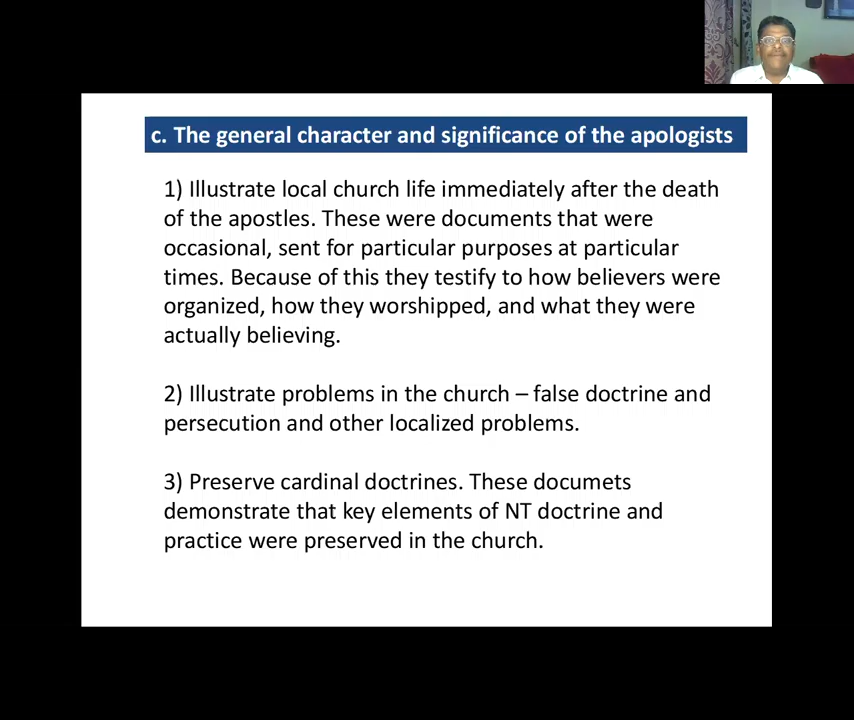 c. The general character and significance of the apologists
1) Illustrate local church life immediately after the death
of the apostles. These were documents that were
occasional, sent for particular purposes at particular
times. Because of this they testify to how believers were
organized, how they worshipped, and what they were
actually believing.
2) Illustrate problems in the church – false doctrine and
persecution and other localized problems.
3) Preserve cardinal doctrines. These documets
demonstrate that key elements of NT doctrine and
practice were preserved in the church.